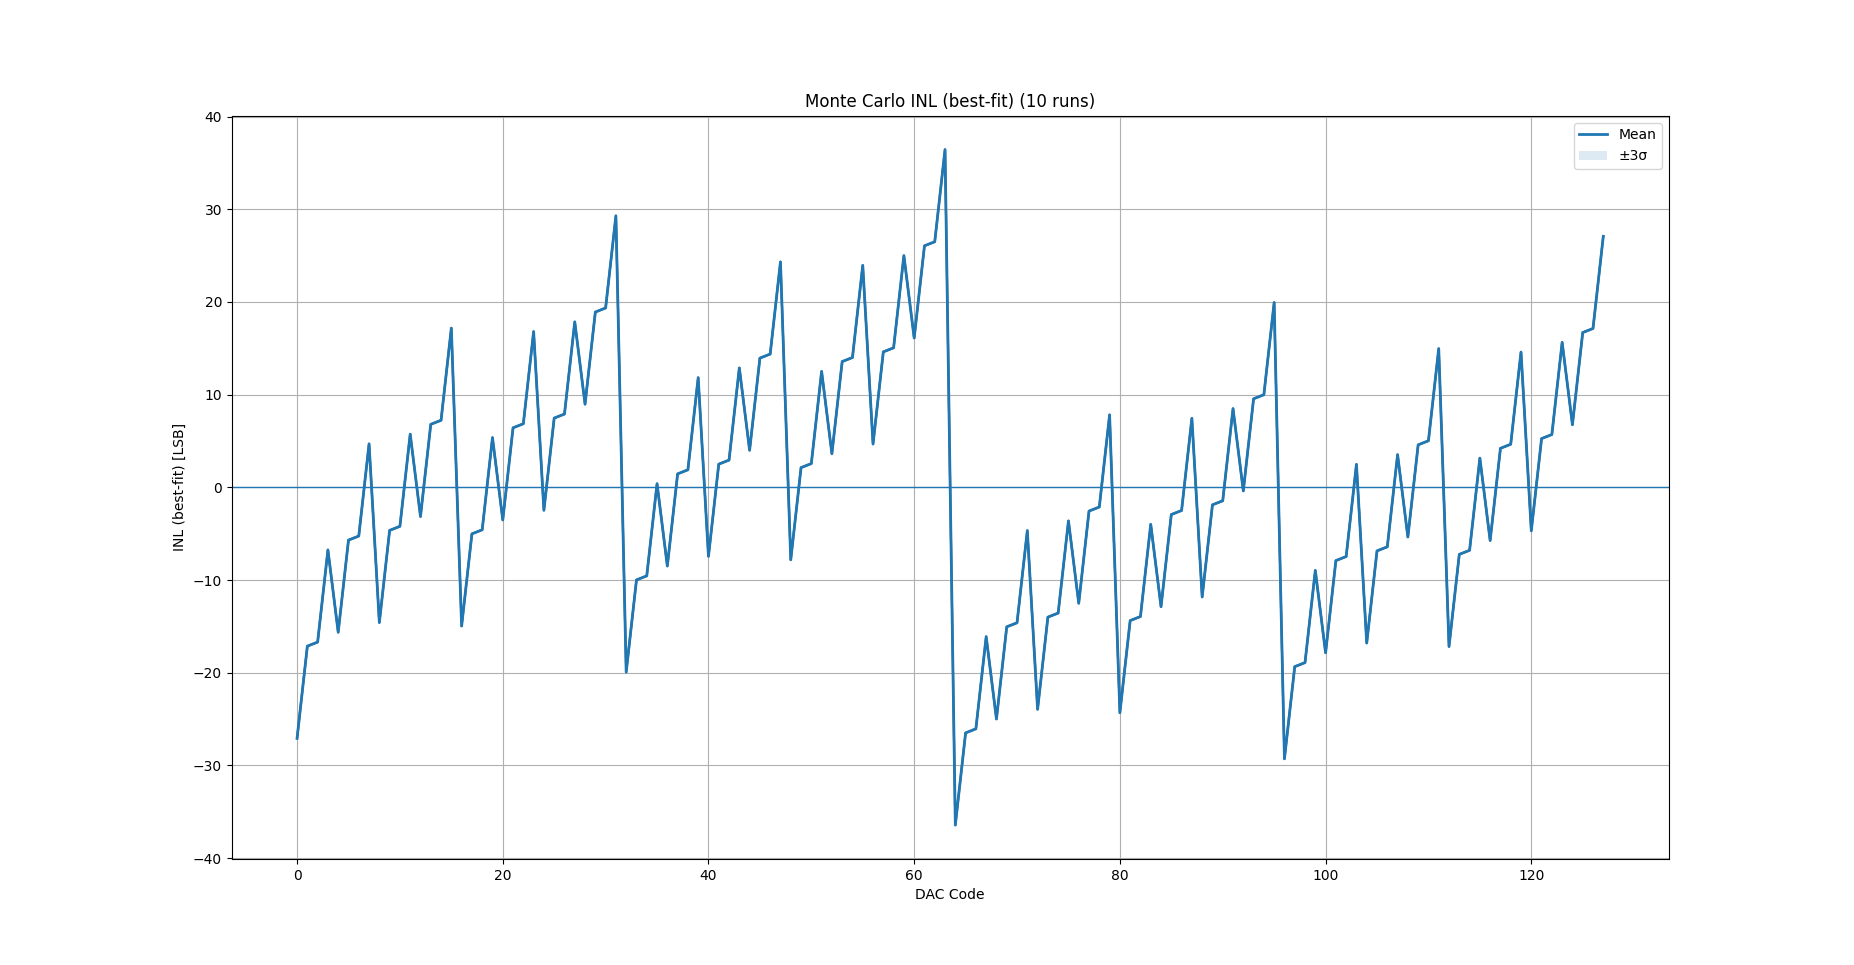 Monte Carlo INL (best-fit) (10 runs)
40
30
20
10
0
−10
−20
−30
−40
INL (best-fit) [LSB]
Mean
±3σ
0 20 40 60 80 100 120
DAC Code